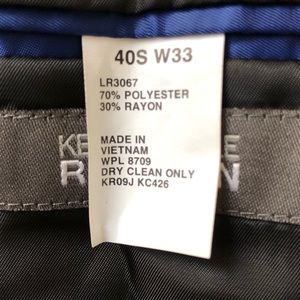 40S W33
LR3067
70% POLYESTER
30% RAYON
MADE IN
VIETNAM
WPL 8709
DRY CLEAN ONLY
KR09J KC426